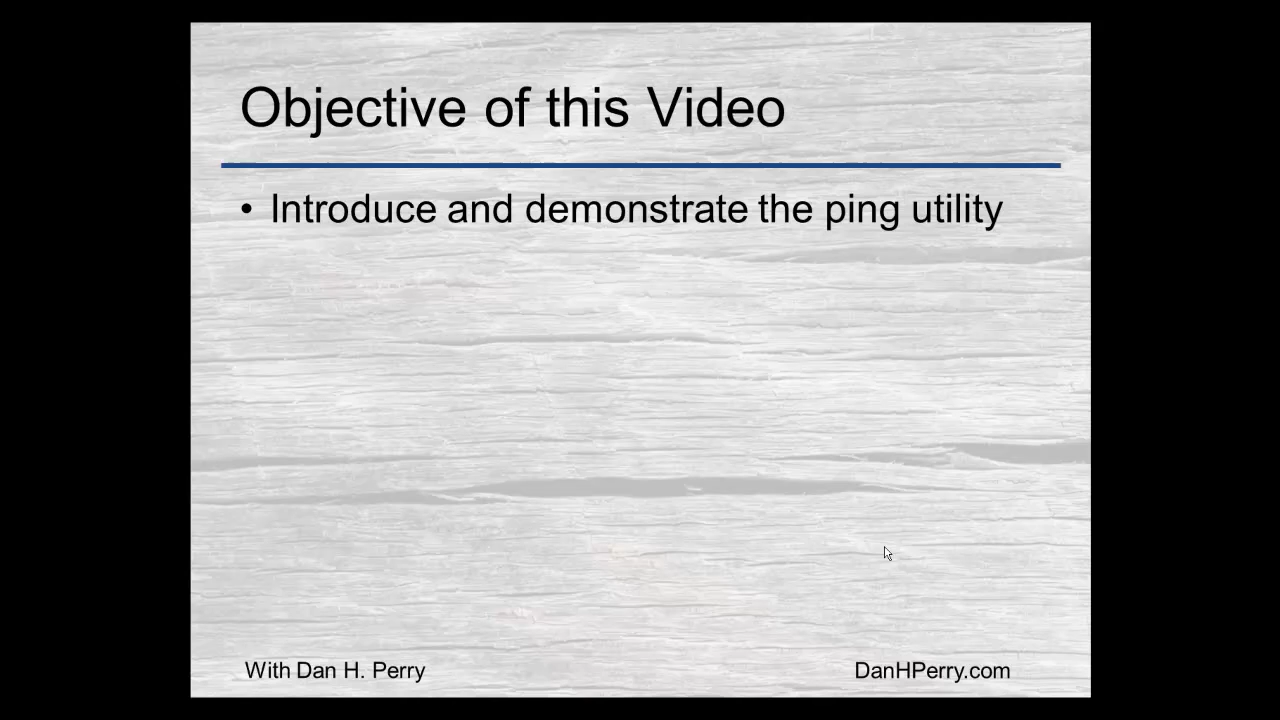 Objective of this Video
• Introduce and demonstrate the ping utility
With Dan H. Perry
DanHPerry.com